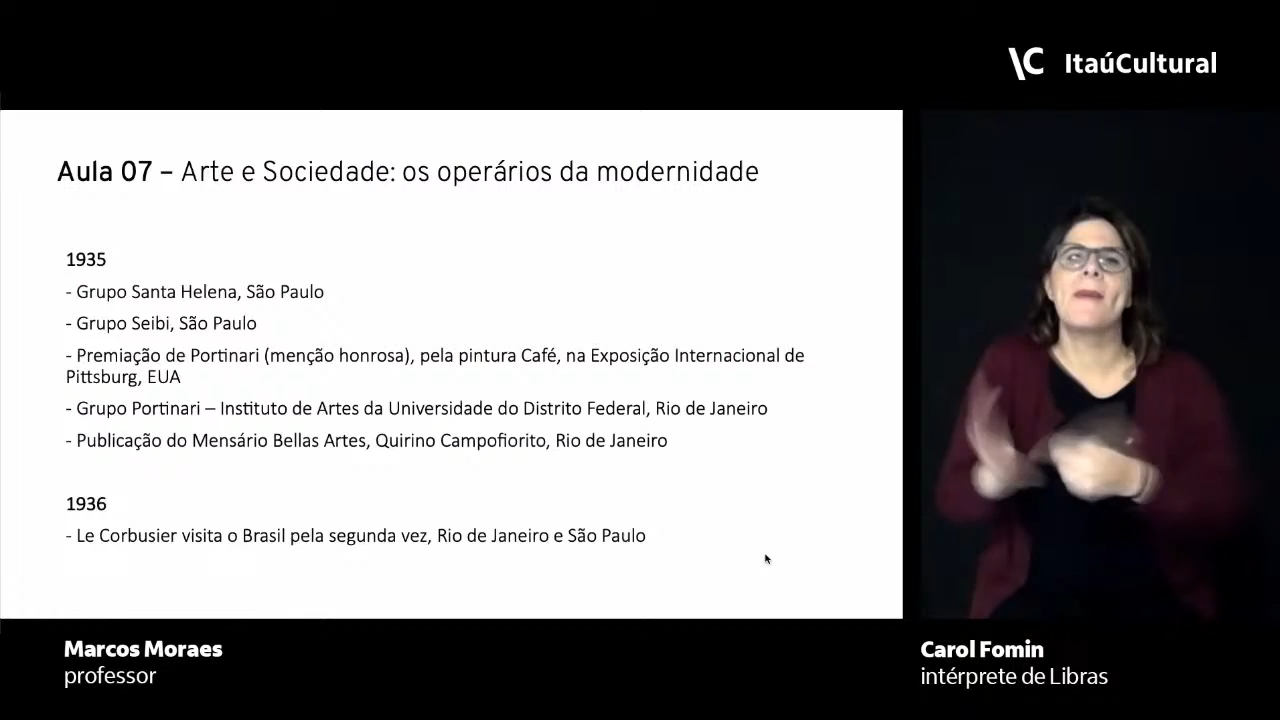 \C ItaúCultural
Aula 07 – Arte e Sociedade: os operários da modernidade
1935
- Grupo Santa Helena, São Paulo
- Grupo Seibi, São Paulo
- Premiação de Portinari (menção honrosa), pela pintura Café, na Exposição Internacional de
Pittsburg, EUA
- Grupo Portinari – Instituto de Artes da Universidade do Distrito Federal, Rio de Janeiro
- Publicação do Mensário Bellas Artes, Quirino Campofiorito, Rio de Janeiro
1936
- Le Corbusier visita o Brasil pela segunda vez, Rio de Janeiro e São Paulo
Marcos Moraes
professor
Carol Fomin
intérprete de Libras